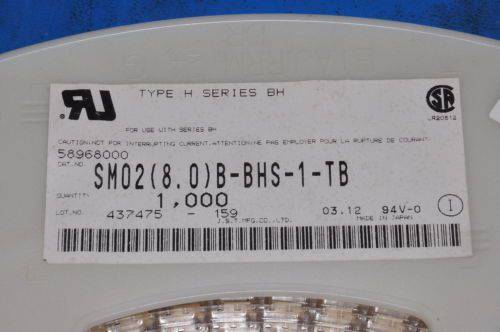 TYPE H SERIES BH
LR20812
FOR USE WITH SERIES BH
CAUTION:NOT FOR INTERRUPTING CURRENT.ATTENTION:NE PAS EMPLOYER POUR LA RUPTURE DE COURANT.
58968000
CAT.NO. SM02(8.0)B-BHS-1-TB
QUANTITY 1,000
LOT.NO. 437475 - 159 03.12 94V-0 I
J.S.T.MFG.CO.,LTD. MADE IN JAPAN